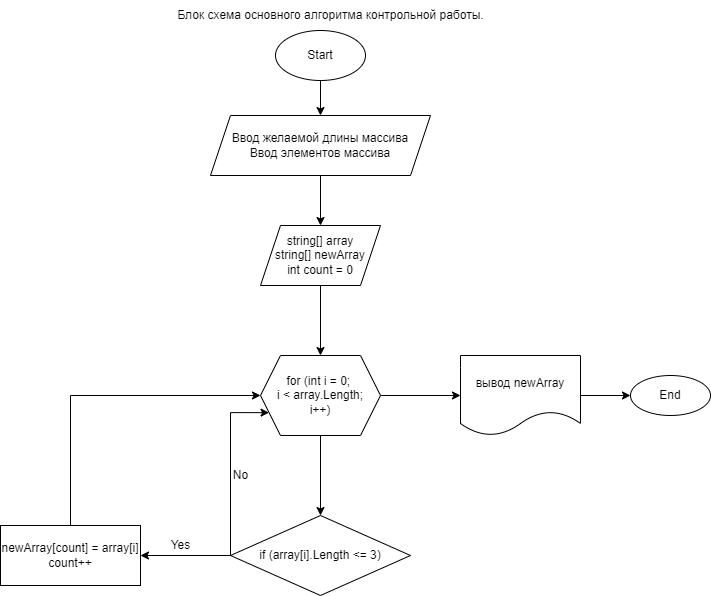 Блок схема основного алгоритма контрольной работы.
Start
Ввод желаемой длины массива
Ввод элементов массива
string[] array
string[] newArray
int count = 0
for (int i = 0;
i < array.Length;
i++)
вывод newArray
End
No
Yes
newArray[count] = array[i]
count++
if (array[i].Length <= 3)